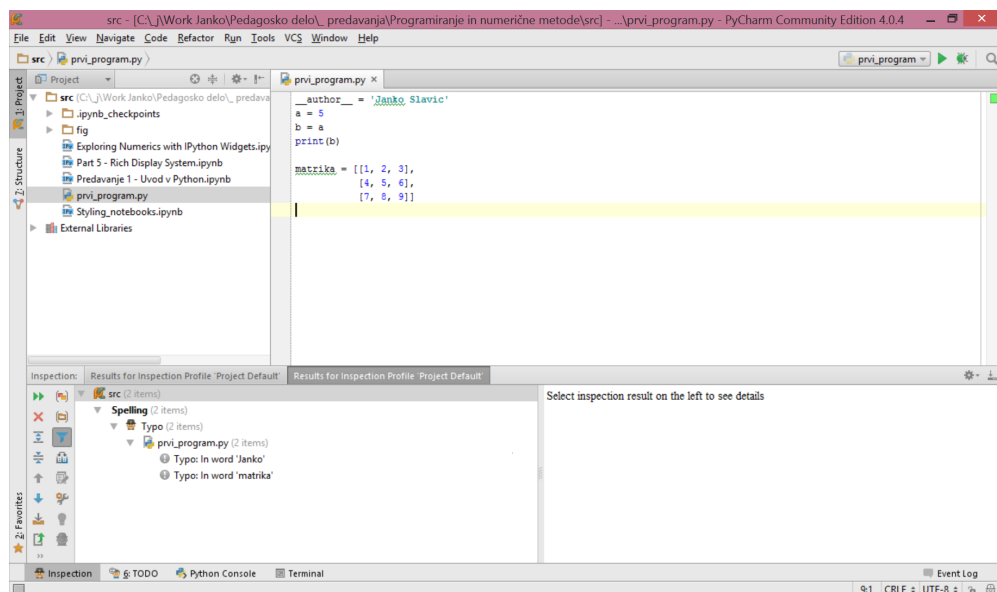 src - [C:\_j\Work Janko\Pedagosko delo\_ predavanja\Programiranje in numerične metode\src] - ...\prvi_program.py - PyCharm Community Edition 4.0.4
File Edit View Navigate Code Refactor Run Tools VCS Window Help
src prvi_program.py
prvi_program
1: Project
7: Structure
2: Favorites
Project
src (C:\_j\Work Janko\Pedagosko delo\_ predava
.ipynb_checkpoints
fig
Exploring Numerics with IPython Widgets.ipy
Part 5 - Rich Display System.ipynb
Predavanje 1 - Uvod v Python.ipynb
prvi_program.py
Styling_notebooks.ipynb
External Libraries
prvi_program.py
__author__ = 'Janko Slavic'
a = 5
b = a
print(b)
matrika = [[1, 2, 3],
[4, 5, 6],
[7, 8, 9]]
Inspection: Results for Inspection Profile 'Project Default' Results for Inspection Profile 'Project Default'
src (2 items)
Spelling (2 items)
Typo (2 items)
prvi_program.py (2 items)
Typo: In word 'Janko'
Typo: In word 'matrika'
Select inspection result on the left to see details
Inspection 6: TODO Python Console Terminal Event Log
9:1 CRLF UTF-8